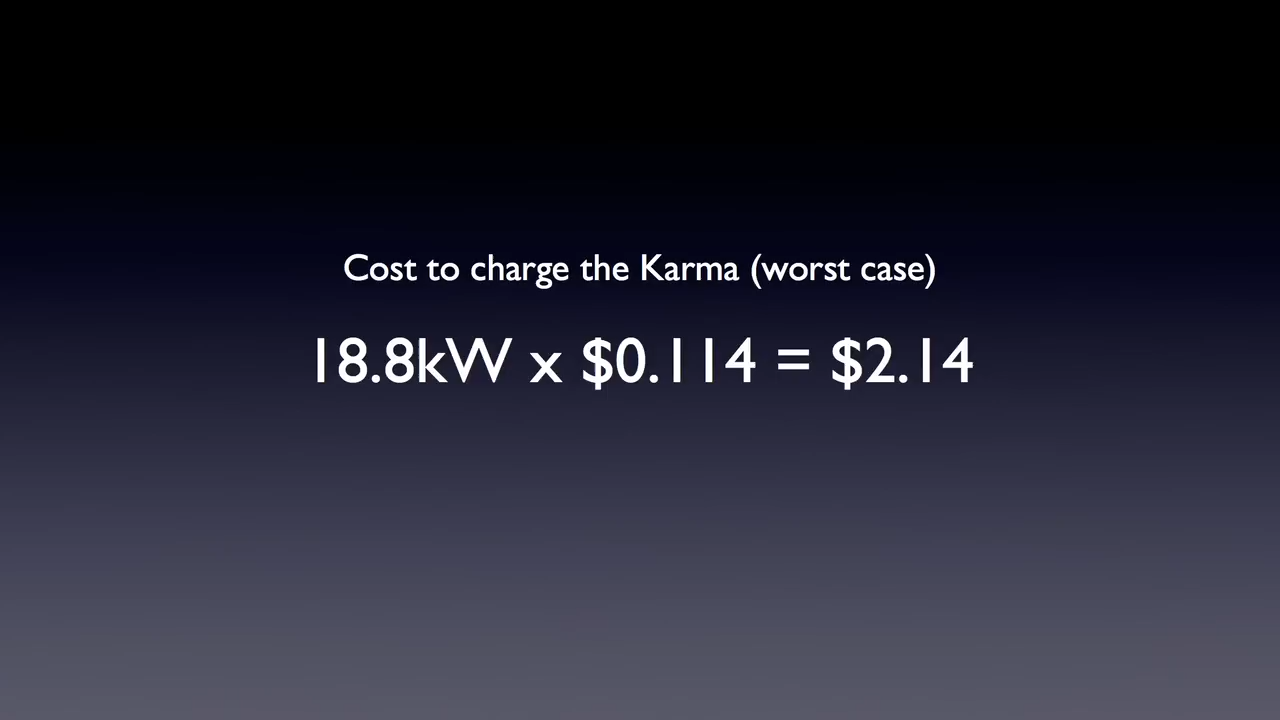 Cost to charge the Karma (worst case)
18.8kW x $0.114 = $2.14